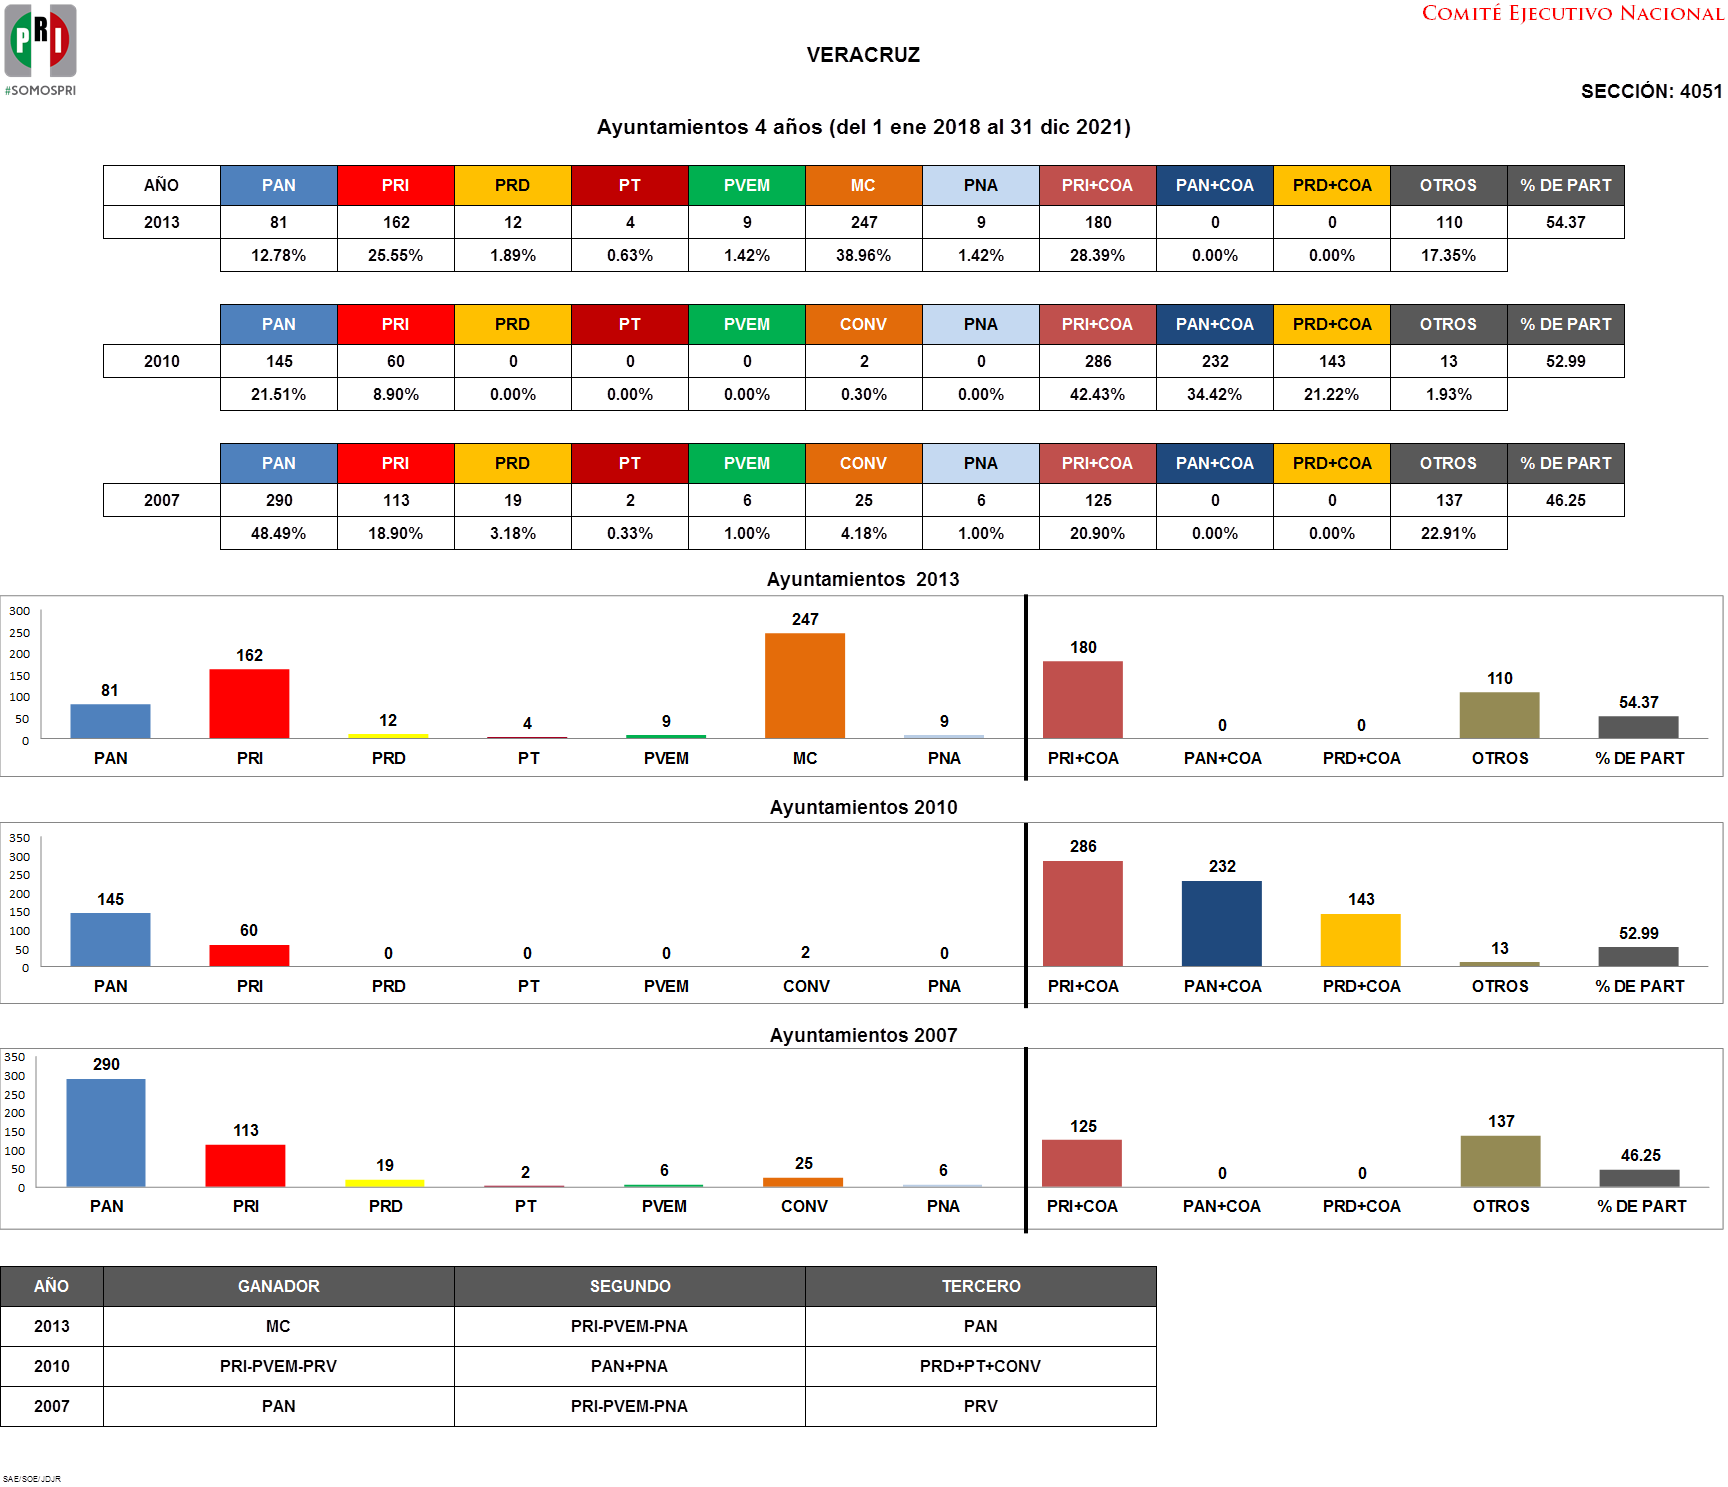 PRI
#SOMOSPRI
COMITÉ EJECUTIVO NACIONAL
VERACRUZ
SECCIÓN: 4051
Ayuntamientos 4 años (del 1 ene 2018 al 31 dic 2021)
AÑO PAN PRI PRD PT PVEM MC PNA PRI+COA PAN+COA PRD+COA OTROS % DE PART
2013 81 162 12 4 9 247 9 180 0 0 110 54.37
12.78% 25.55% 1.89% 0.63% 1.42% 38.96% 1.42% 28.39% 0.00% 0.00% 17.35%
PAN PRI PRD PT PVEM CONV PNA PRI+COA PAN+COA PRD+COA OTROS % DE PART
2010 145 60 0 0 0 2 0 286 232 143 13 52.99
21.51% 8.90% 0.00% 0.00% 0.00% 0.30% 0.00% 42.43% 34.42% 21.22% 1.93%
PAN PRI PRD PT PVEM CONV PNA PRI+COA PAN+COA PRD+COA OTROS % DE PART
2007 290 113 19 2 6 25 6 125 0 0 137 46.25
48.49% 18.90% 3.18% 0.33% 1.00% 4.18% 1.00% 20.90% 0.00% 0.00% 22.91%
Ayuntamientos 2013
300
250
200
150
100
50
0
81 162 12 4 9 247 9 180 0 0 110 54.37
PAN PRI PRD PT PVEM MC PNA PRI+COA PAN+COA PRD+COA OTROS % DE PART
Ayuntamientos 2010
350
300
250
200
150
100
50
0
145 60 0 0 0 2 0 286 232 143 13 52.99
PAN PRI PRD PT PVEM CONV PNA PRI+COA PAN+COA PRD+COA OTROS % DE PART
Ayuntamientos 2007
350
300
250
200
150
100
50
0
290 113 19 2 6 25 6 125 0 0 137 46.25
PAN PRI PRD PT PVEM CONV PNA PRI+COA PAN+COA PRD+COA OTROS % DE PART
AÑO GANADOR SEGUNDO TERCERO
2013 MC PRI-PVEM-PNA PAN
2010 PRI-PVEM-PRV PAN+PNA PRD+PT+CONV
2007 PAN PRI-PVEM-PNA PRV
SAE/SOE/JDJR